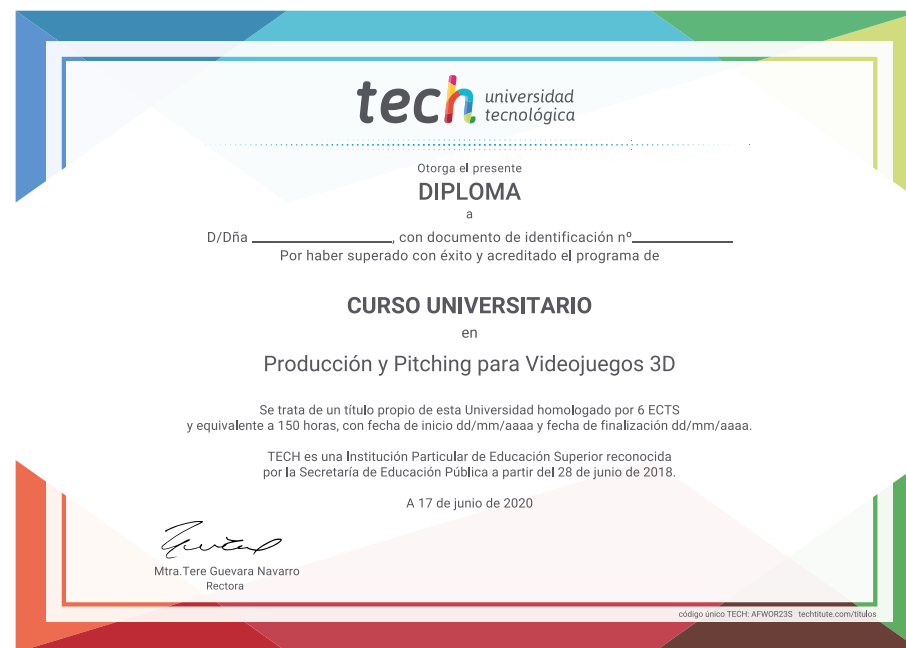 tech universidad
tecnológica
Otorga el presente
DIPLOMA
a
D/Dña ____________________, con documento de identificación nº______________
Por haber superado con éxito y acreditado el programa de
CURSO UNIVERSITARIO
en
Producción y Pitching para Videojuegos 3D
Se trata de un título propio de esta Universidad homologado por 6 ECTS
y equivalente a 150 horas, con fecha de inicio dd/mm/aaaa y fecha de finalización dd/mm/aaaa.
TECH es una Institución Particular de Educación Superior reconocida
por la Secretaría de Educación Pública a partir del 28 de junio de 2018.
A 17 de junio de 2020
Mtra.Tere Guevara Navarro
Rectora
código único TECH: AFWOR23S techtitute.com/titulos